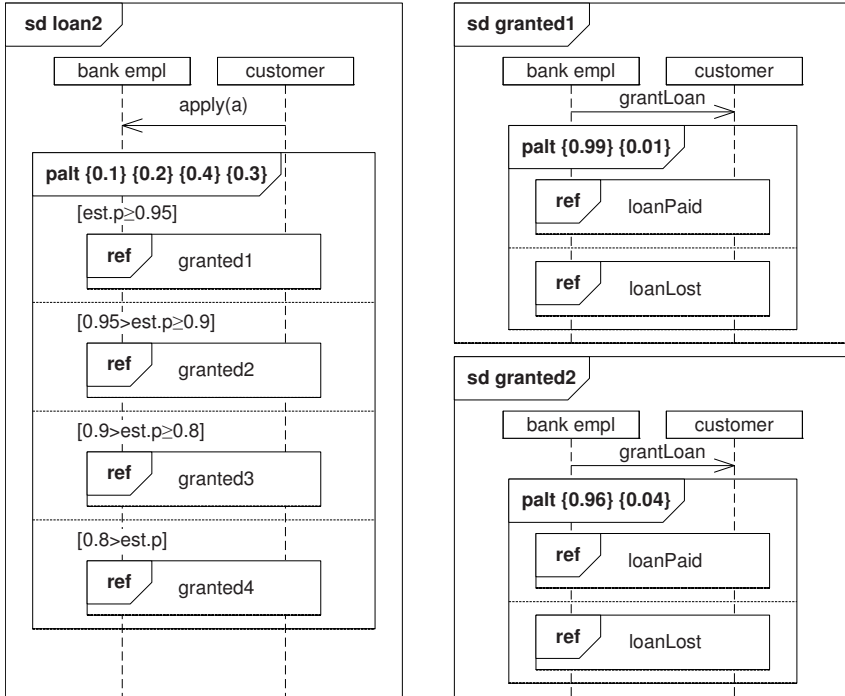 sd loan2
bank empl
customer
apply(a)
palt {0.1} {0.2} {0.4} {0.3}
[est.p≥0.95]
ref
granted1
[0.95>est.p≥0.9]
ref
granted2
[0.9>est.p≥0.8]
ref
granted3
[0.8>est.p]
ref
granted4
sd granted1
bank empl
customer
grantLoan
palt {0.99} {0.01}
ref
loanPaid
ref
loanLost
sd granted2
bank empl
customer
grantLoan
palt {0.96} {0.04}
ref
loanPaid
ref
loanLost